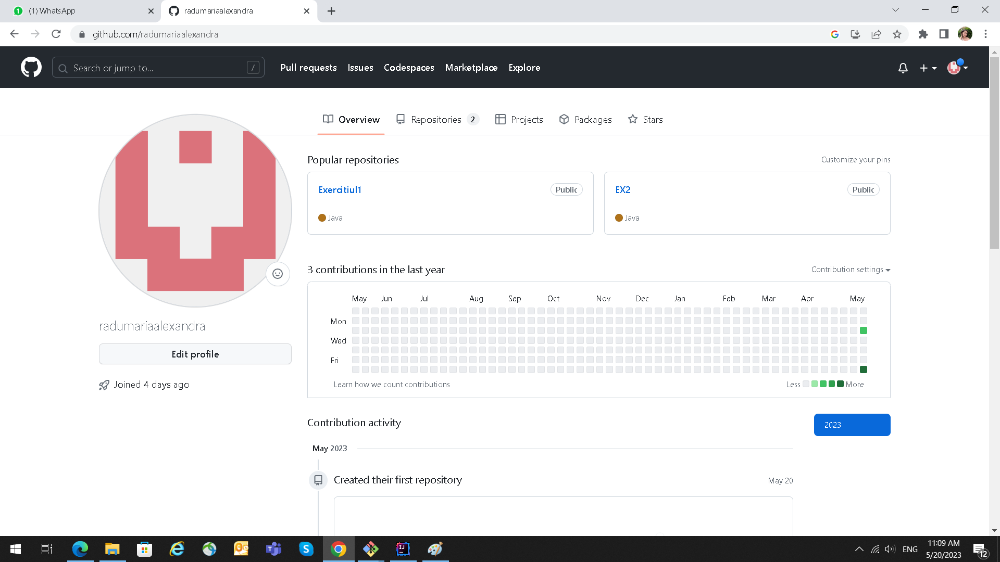 (1) WhatsApp
radumariaalexandra
github.com/radumariaalexandra
Search or jump to...
/
Pull requests
Issues
Codespaces
Marketplace
Explore
Overview
Repositories 2
Projects
Packages
Stars
Popular repositories
Customize your pins
Exercitiul1
Public
Java
EX2
Public
Java
3 contributions in the last year
Contribution settings
May Jun Jul Aug Sep Oct Nov Dec Jan Feb Mar Apr May
Mon
Wed
Fri
Learn how we count contributions
Less
More
radumariaalexandra
Edit profile
Joined 4 days ago
Contribution activity
2023
May 2023
Created their first repository
May 20
ENG
11:09 AM
5/20/2023
12